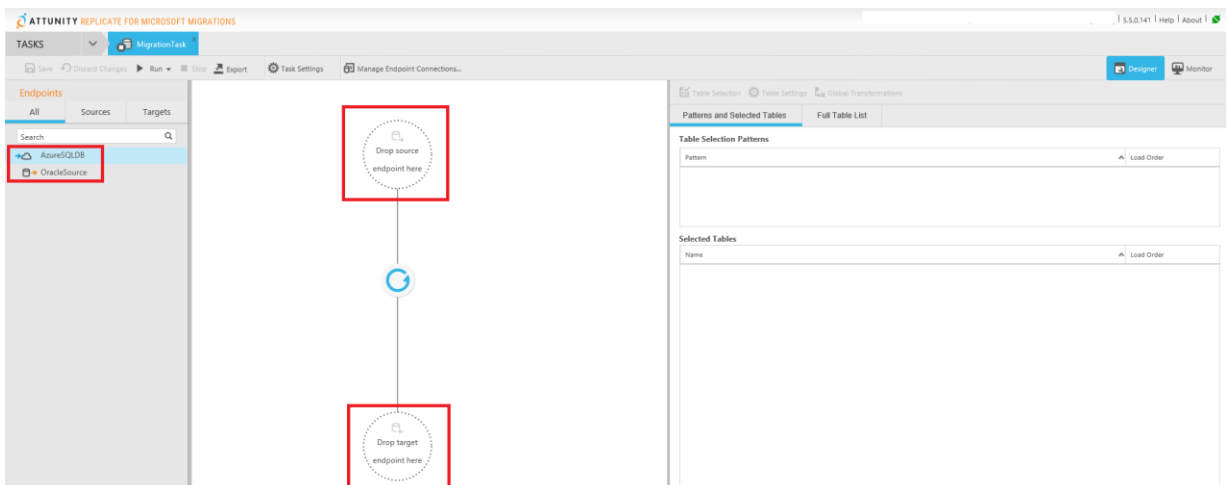 ATTUNITY REPLICATE FOR MICROSOFT MIGRATIONS
5.5.0.141 | Help | About |
TASKS
MigrationTask
Save Discard Changes Run Stop Export Task Settings Manage Endpoint Connections...
Designer Monitor
Endpoints
All Sources Targets
Search
AzureSQLDB
OracleSource
Drop source
endpoint here
Drop target
endpoint here
Table Selection Table Settings Global Transformations
Patterns and Selected Tables Full Table List
Table Selection Patterns
Pattern Load Order
Selected Tables
Name Load Order